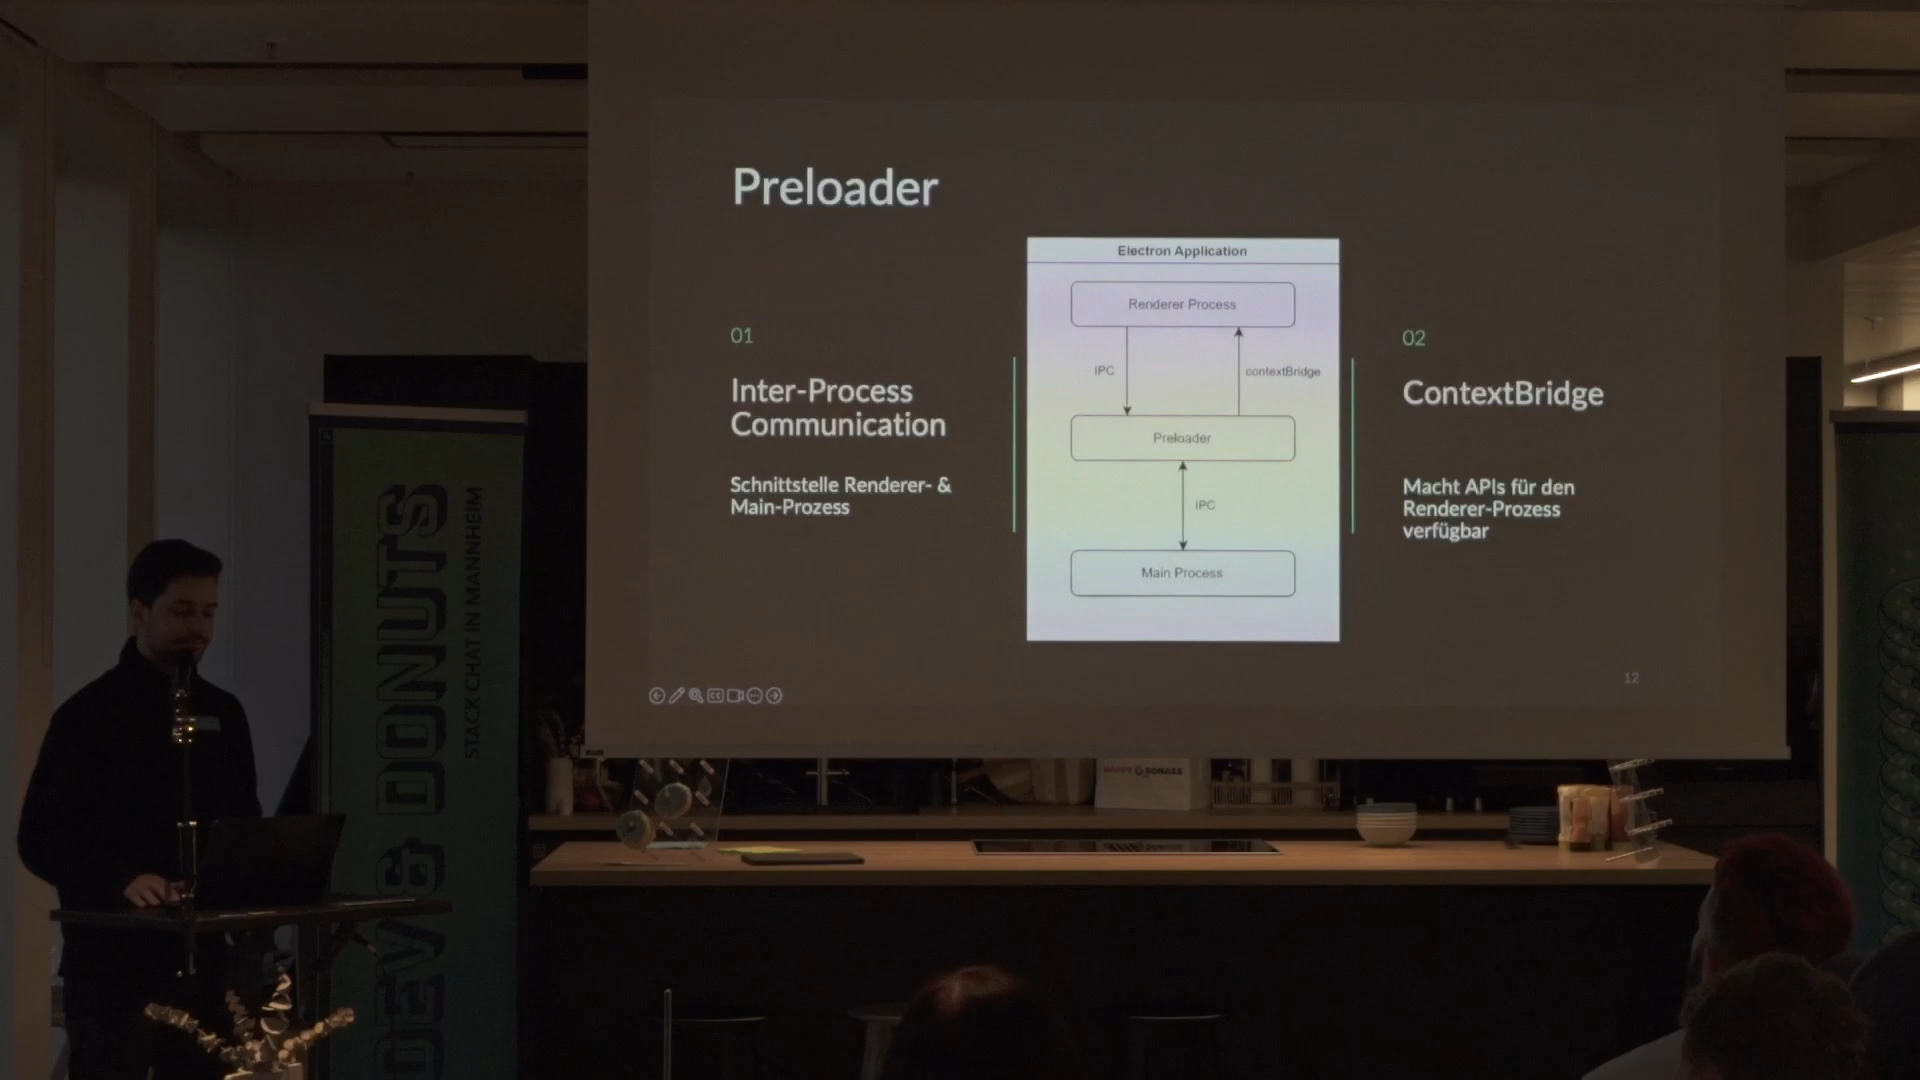 Preloader
01
Inter-Process
Communication
Schnittstelle Renderer- &
Main-Prozess
Electron Application
Renderer Process
IPC
contextBridge
Preloader
IPC
Main Process
02
ContextBridge
Macht APIs für den
Renderer-Prozess
verfügbar
12
DEV & DONUTS
STACK CHAT IN MANNHEIM